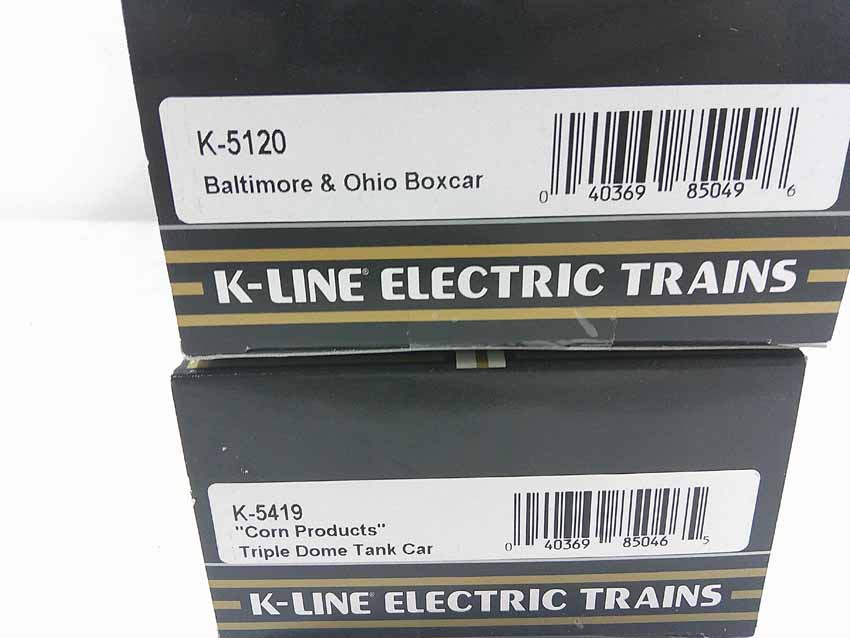 K-5120
Baltimore & Ohio Boxcar
0 40369 85049 6
K-LINE® ELECTRIC TRAINS
K-5419
"Corn Products"
Triple Dome Tank Car
0 40369 85046 5
K-LINE® ELECTRIC TRAINS